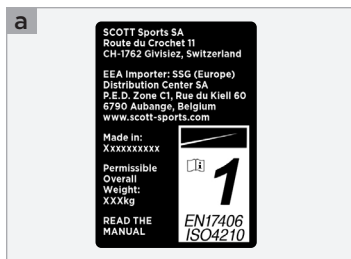 a
SCOTT Sports SA
Route du Crochet 11
CH-1762 Givisiez, Switzerland
EEA Importer: SSG (Europe)
Distribution Center SA
P.E.D. Zone C1, Rue du Kiell 60
6790 Aubange, Belgium
www.scott-sports.com
Made in:
Xxxxxxxxxx
Permissible
Overall
Weight:
XXXkg
READ THE
MANUAL
1
EN17406
ISO4210